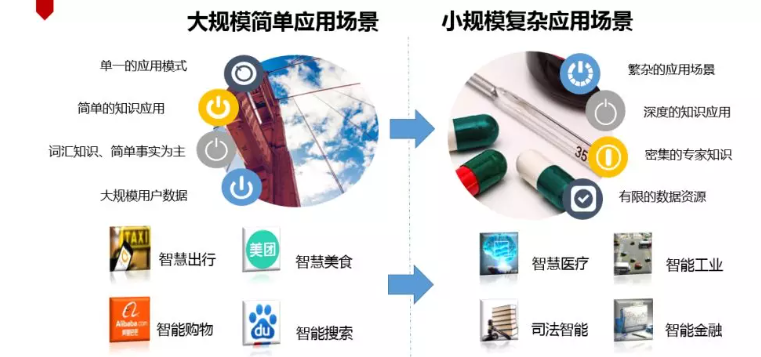 大规模简单应用场景
小规模复杂应用场景
单一的应用模式
简单的知识应用
词汇知识、简单事实为主
大规模用户数据
繁杂的应用场景
深度的知识应用
密集的专家知识
有限的数据资源
35
TAXI
智慧出行
美团
智慧美食
智慧医疗
智能工业
Alibaba.com
智能购物
du
智能搜索
司法智能
智能金融